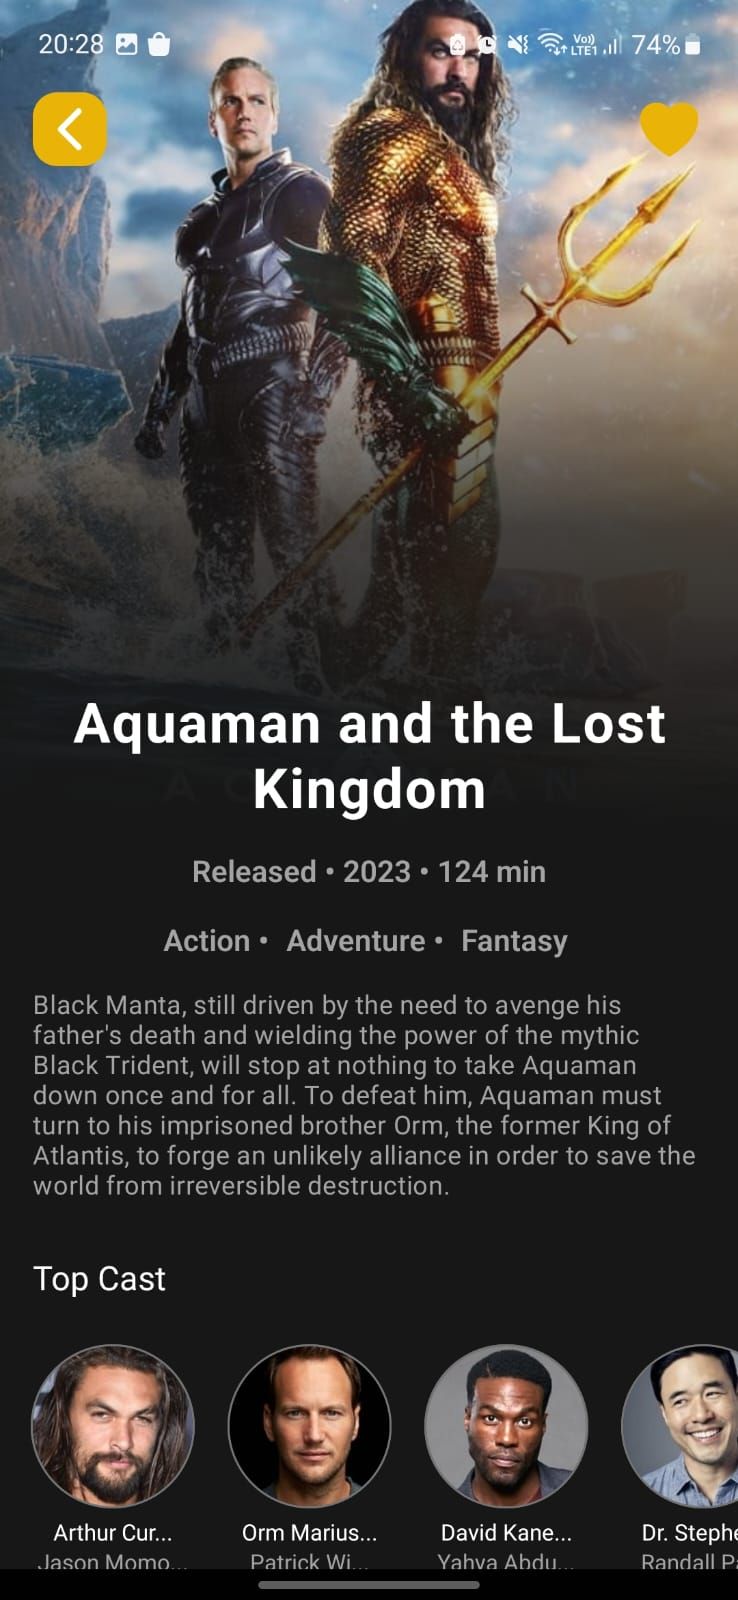 20:28
Vo)) LTE1 74%
Aquaman and the Lost
Kingdom
Released • 2023 • 124 min
Action • Adventure • Fantasy
Black Manta, still driven by the need to avenge his
father's death and wielding the power of the mythic
Black Trident, will stop at nothing to take Aquaman
down once and for all. To defeat him, Aquaman must
turn to his imprisoned brother Orm, the former King of
Atlantis, to forge an unlikely alliance in order to save the
world from irreversible destruction.
Top Cast
Arthur Cur... Orm Marius... David Kane... Dr. Stephe
Jason Momo... Patrick Wi... Yahya Abdu... Randall Pa